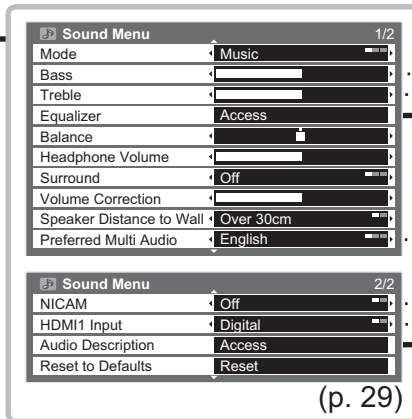 Sound Menu 1/2
Mode Music
Bass
Treble
Equalizer Access
Balance
Headphone Volume
Surround Off
Volume Correction
Speaker Distance to Wall Over 30cm
Preferred Multi Audio English
Sound Menu 2/2
NICAM Off
HDMI1 Input Digital
Audio Description Access
Reset to Defaults Reset
(p. 29)